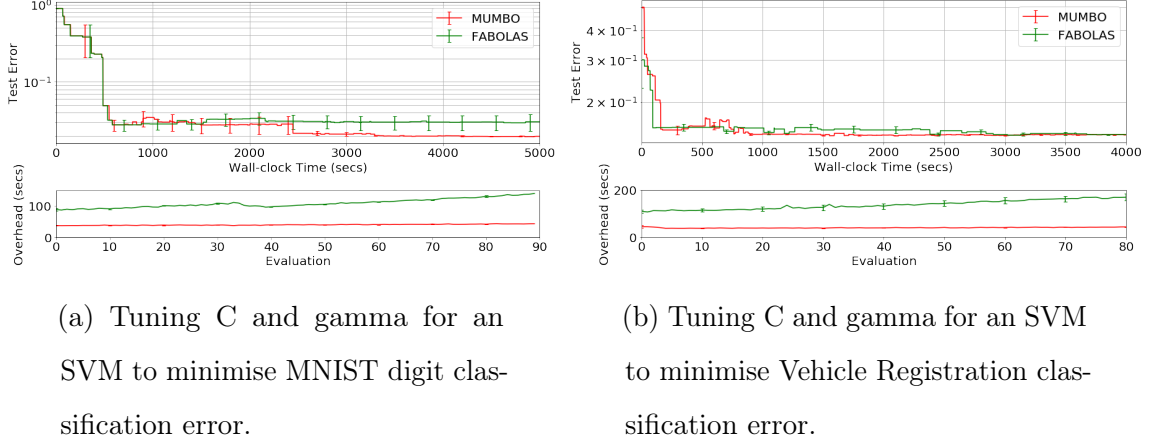 10⁰
10⁻¹
Test Error
MUMBO
FABOLAS
0 1000 2000 3000 4000 5000
Wall-clock Time (secs)
100
0
Overhead (secs)
0 10 20 30 40 50 60 70 80 90
Evaluation
(a) Tuning C and gamma for an
SVM to minimise MNIST digit clas-
sification error.
4 × 10⁻¹
3 × 10⁻¹
2 × 10⁻¹
Test Error
MUMBO
FABOLAS
0 500 1000 1500 2000 2500 3000 3500 4000
Wall-clock Time (secs)
200
0
Overhead (secs)
0 10 20 30 40 50 60 70 80
Evaluation
(b) Tuning C and gamma for an SVM
to minimise Vehicle Registration clas-
sification error.